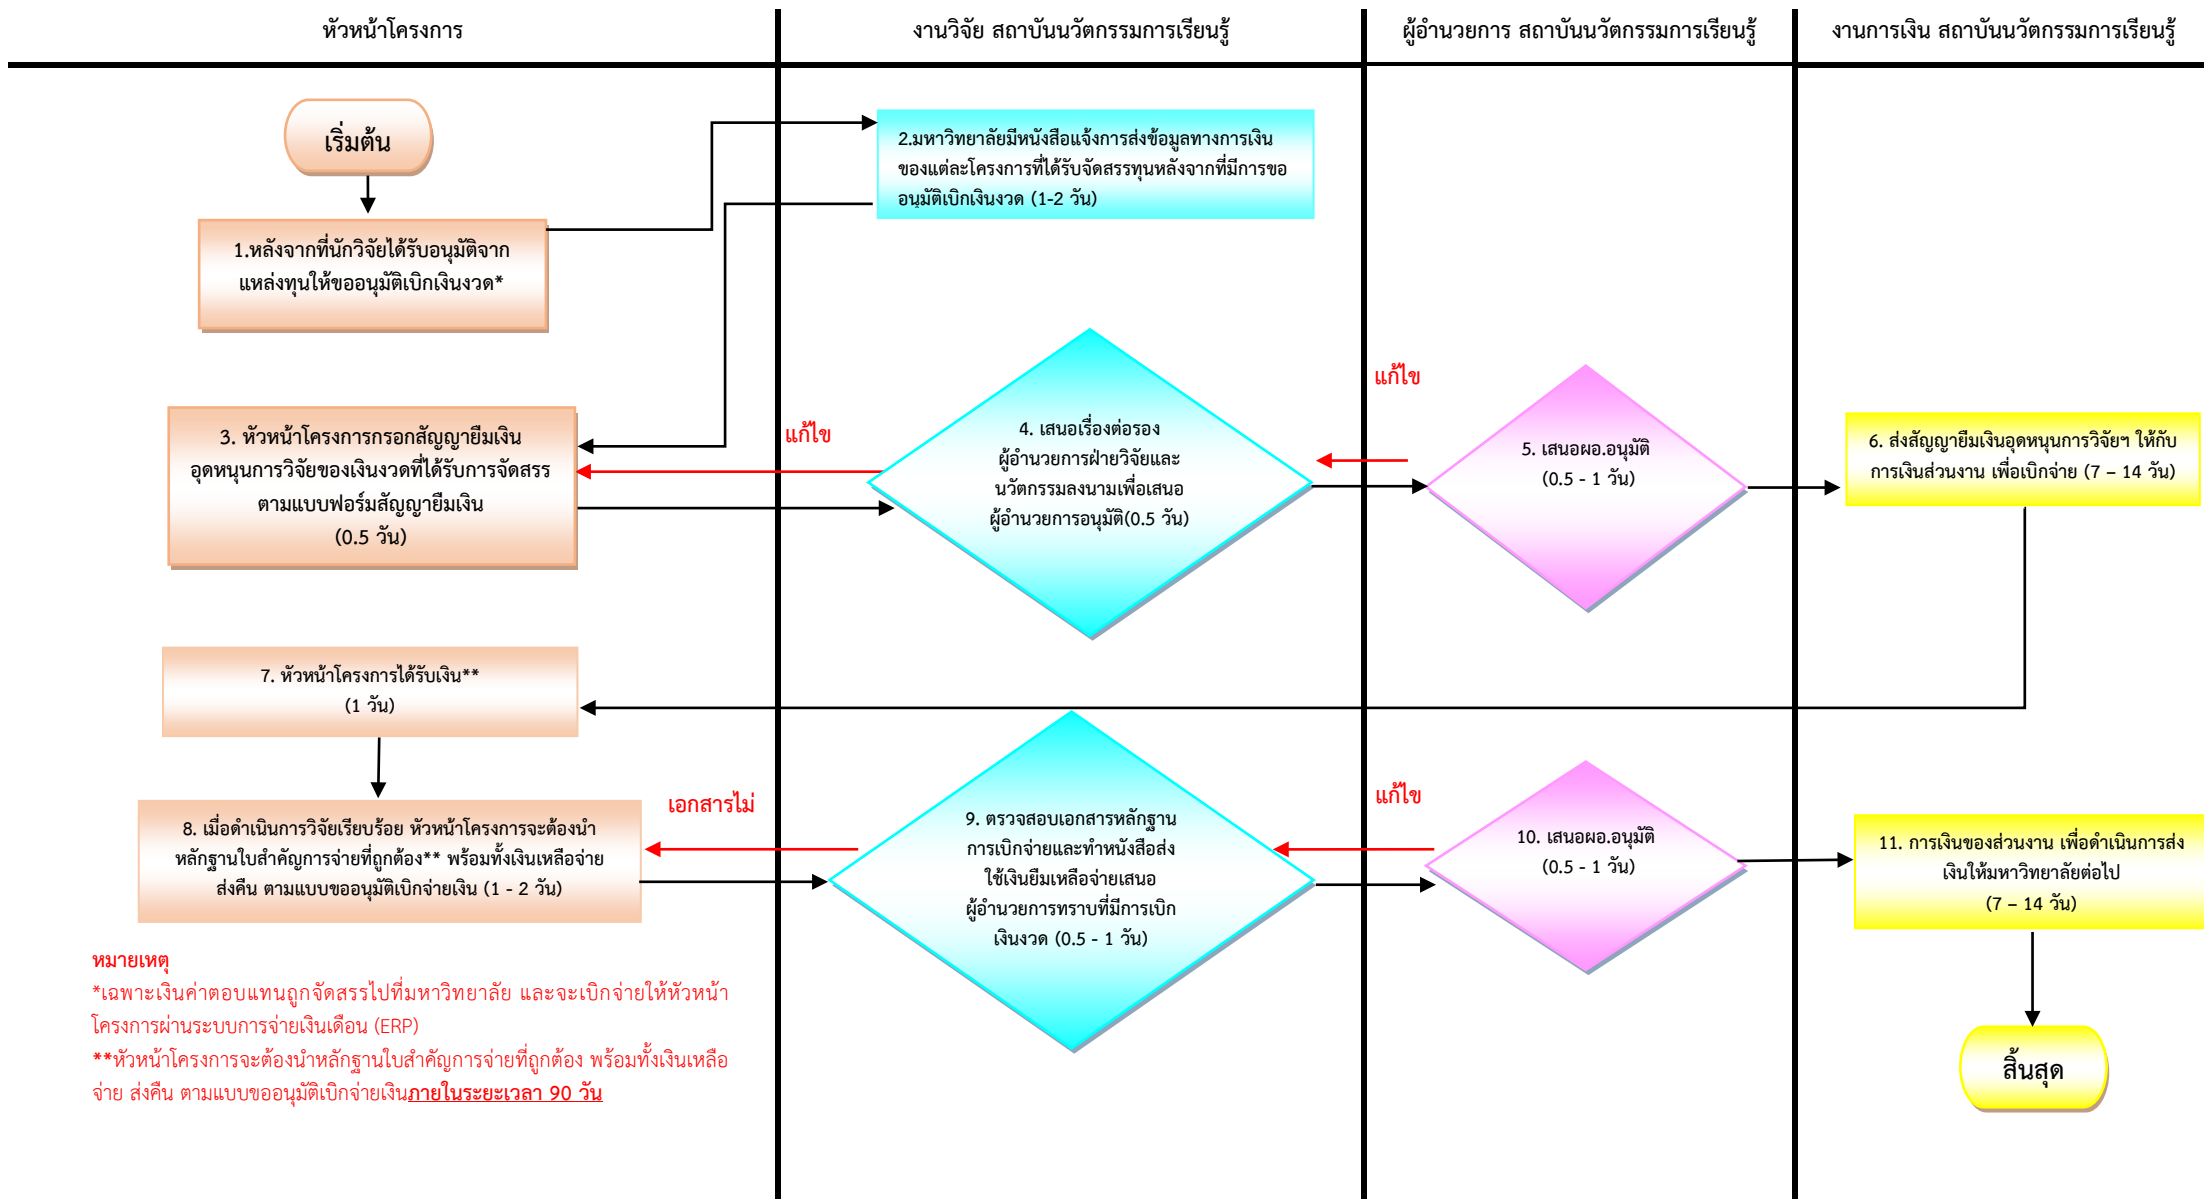 หัวหน้าโครงการ
งานวิจัย สถาบันนวัตกรรมการเรียนรู้
ผู้อำนวยการ สถาบันนวัตกรรมการเรียนรู้
งานการเงิน สถาบันนวัตกรรมการเรียนรู้
เริ่มต้น
1.หลังจากที่นักวิจัยได้รับอนุมัติจาก
แหล่งทุนให้ขออนุมัติเบิกเงินงวด*
2.มหาวิทยาลัยมีหนังสือแจ้งการส่งข้อมูลทางการเงิน
ของแต่ละโครงการที่ได้รับจัดสรรทุนหลังจากที่มีการขอ
อนุมัติเบิกเงินงวด (1-2 วัน)
3. หัวหน้าโครงการกรอกสัญญายืมเงิน
อุดหนุนการวิจัยของเงินงวดที่ได้รับการจัดสรร
ตามแบบฟอร์มสัญญายืมเงิน
(0.5 วัน)
แก้ไข
4. เสนอเรื่องต่อรอง
ผู้อำนวยการฝ่ายวิจัยและ
นวัตกรรมลงนามเพื่อเสนอ
ผู้อำนวยการอนุมัติ(0.5 วัน)
แก้ไข
5. เสนอผอ.อนุมัติ
(0.5 - 1 วัน)
6. ส่งสัญญายืมเงินอุดหนุนการวิจัยฯ ให้กับ
การเงินส่วนงาน เพื่อเบิกจ่าย (7 – 14 วัน)
7. หัวหน้าโครงการได้รับเงิน**
(1 วัน)
8. เมื่อดำเนินการวิจัยเรียบร้อย หัวหน้าโครงการจะต้องนำ
หลักฐานใบสำคัญการจ่ายที่ถูกต้อง** พร้อมทั้งเงินเหลือจ่าย
ส่งคืน ตามแบบขออนุมัติเบิกจ่ายเงิน (1 - 2 วัน)
เอกสารไม่
9. ตรวจสอบเอกสารหลักฐาน
การเบิกจ่ายและทำหนังสือส่ง
ใช้เงินยืมเหลือจ่ายเสนอ
ผู้อำนวยการทราบที่มีการเบิก
เงินงวด (0.5 - 1 วัน)
แก้ไข
10. เสนอผอ.อนุมัติ
(0.5 - 1 วัน)
11. การเงินของส่วนงาน เพื่อดำเนินการส่ง
เงินให้มหาวิทยาลัยต่อไป
(7 – 14 วัน)
สิ้นสุด
หมายเหตุ
*เฉพาะเงินค่าตอบแทนถูกจัดสรรไปที่มหาวิทยาลัย และจะเบิกจ่ายให้หัวหน้า
โครงการผ่านระบบการจ่ายเงินเดือน (ERP)
**หัวหน้าโครงการจะต้องนำหลักฐานใบสำคัญการจ่ายที่ถูกต้อง พร้อมทั้งเงินเหลือ
จ่าย ส่งคืน ตามแบบขออนุมัติเบิกจ่ายเงินภายในระยะเวลา 90 วัน